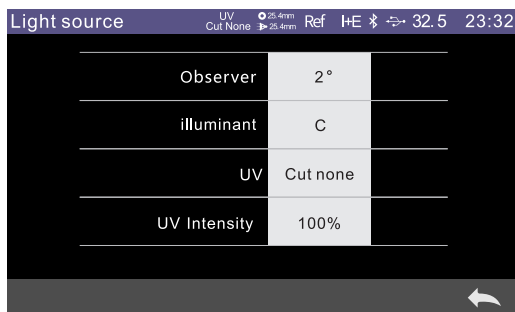 Light source UV Cut None 25.4mm 25.4mm Ref I+E 32.5 23:32
Observer 2°
illuminant C
UV Cut none
UV Intensity 100%